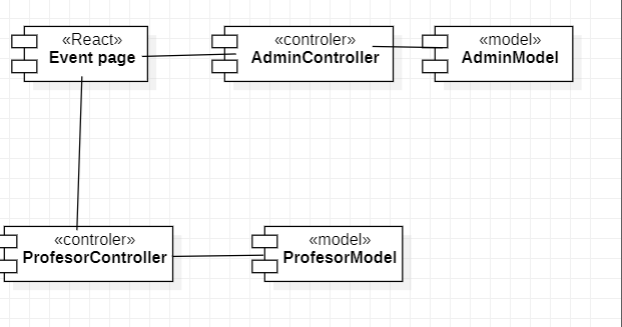 «React»
Event page
«controler»
AdminController
«model»
AdminModel
«controler»
ProfesorController
«model»
ProfesorModel